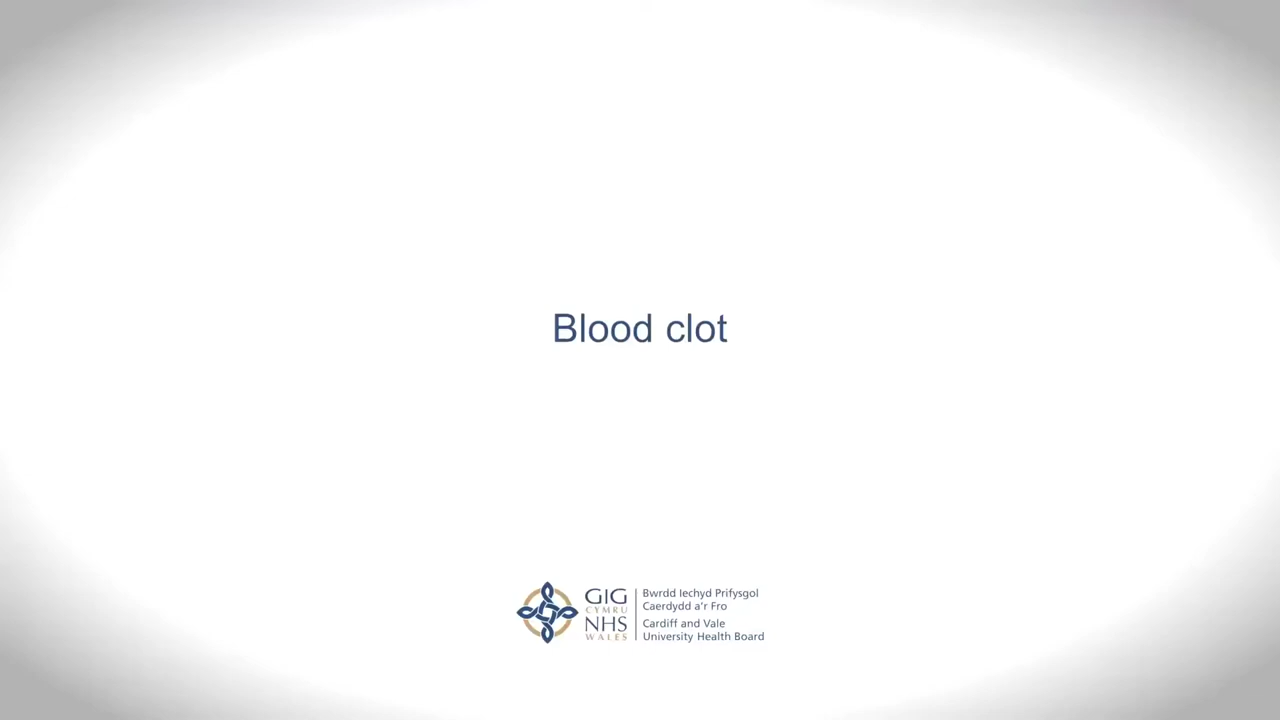 Blood clot
GIG
CYMRU
NHS
WALES
Bwrdd Iechyd Prifysgol
Caerdydd a'r Fro
Cardiff and Vale
University Health Board